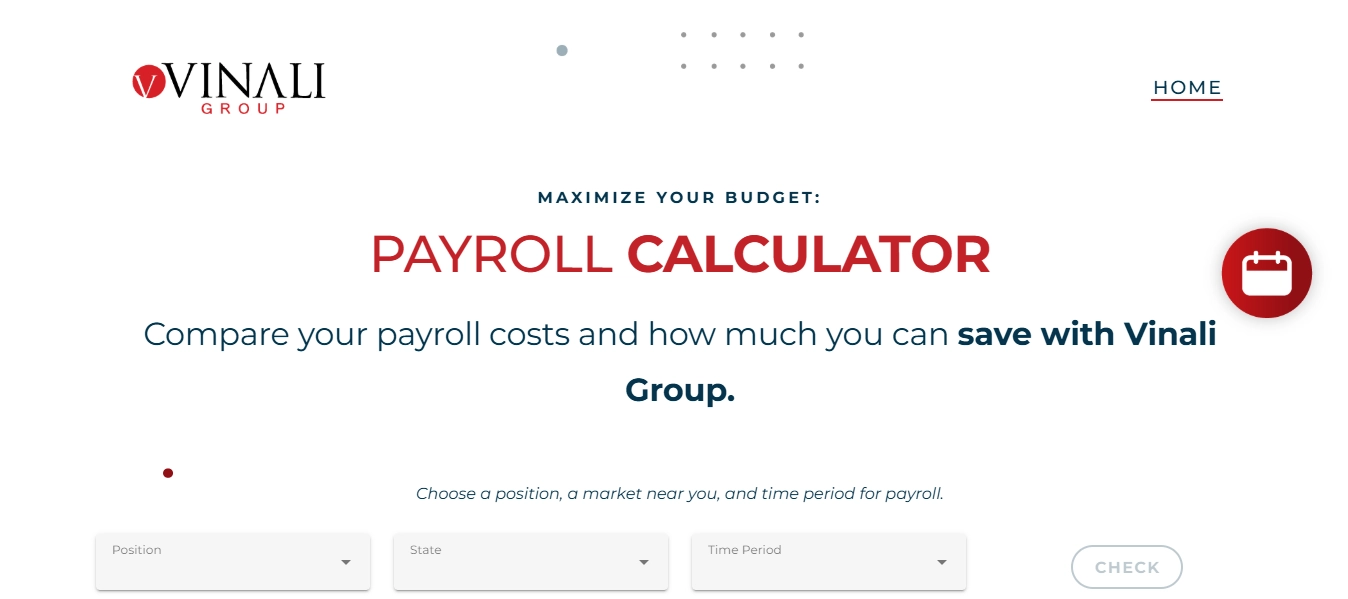 V VINALI
GROUP
HOME
MAXIMIZE YOUR BUDGET:
PAYROLL CALCULATOR
Compare your payroll costs and how much you can save with Vinali
Group.
Choose a position, a market near you, and time period for payroll.
Position
State
Time Period
CHECK